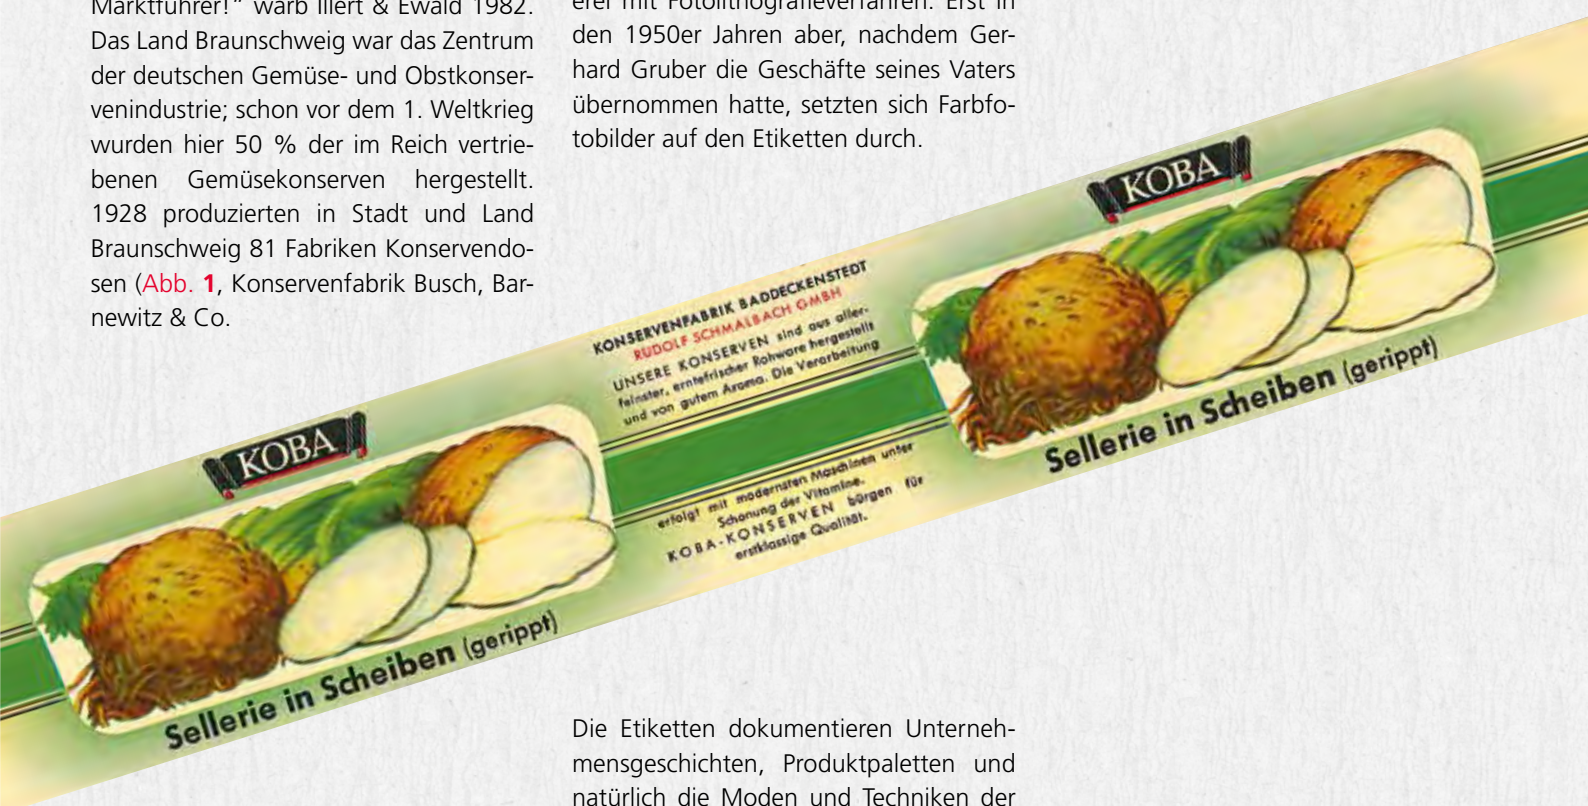 Marktführer!“ warb Illert & Ewald 1982.
Das Land Braunschweig war das Zentrum
der deutschen Gemüse- und Obstkonser-
venindustrie; schon vor dem 1. Weltkrieg
wurden hier 50 % der im Reich vertrie-
benen Gemüsekonserven hergestellt.
1928 produzierten in Stadt und Land
Braunschweig 81 Fabriken Konservendo-
sen (Abb. 1, Konservenfabrik Busch, Bar-
newitz & Co.
erei mit Fotolithografieverfahren. Erst in
den 1950er Jahren aber, nachdem Ger-
hard Gruber die Geschäfte seines Vaters
übernommen hatte, setzten sich Farbfo-
tobilder auf den Etiketten durch.
KOBA
Sellerie in Scheiben (gerippt)
KONSERVENFABRIK BADDECKENSTEDT
RUDOLF SCHMALBACH GMBH
UNSERE KONSERVEN sind aus aller-
feinster, erntefrischer Rohware hergestellt
und von gutem Aroma. Die Verarbeitung
erfolgt mit modernsten Maschinen unter
Schonung der Vitamine.
KOBA-KONSERVEN bürgen für
erstklassige Qualität.
KOBA
Sellerie in Scheiben (gerippt)
Die Etiketten dokumentieren Unterneh-
mensgeschichten, Produktpaletten und
natürlich die Moden und Techniken der